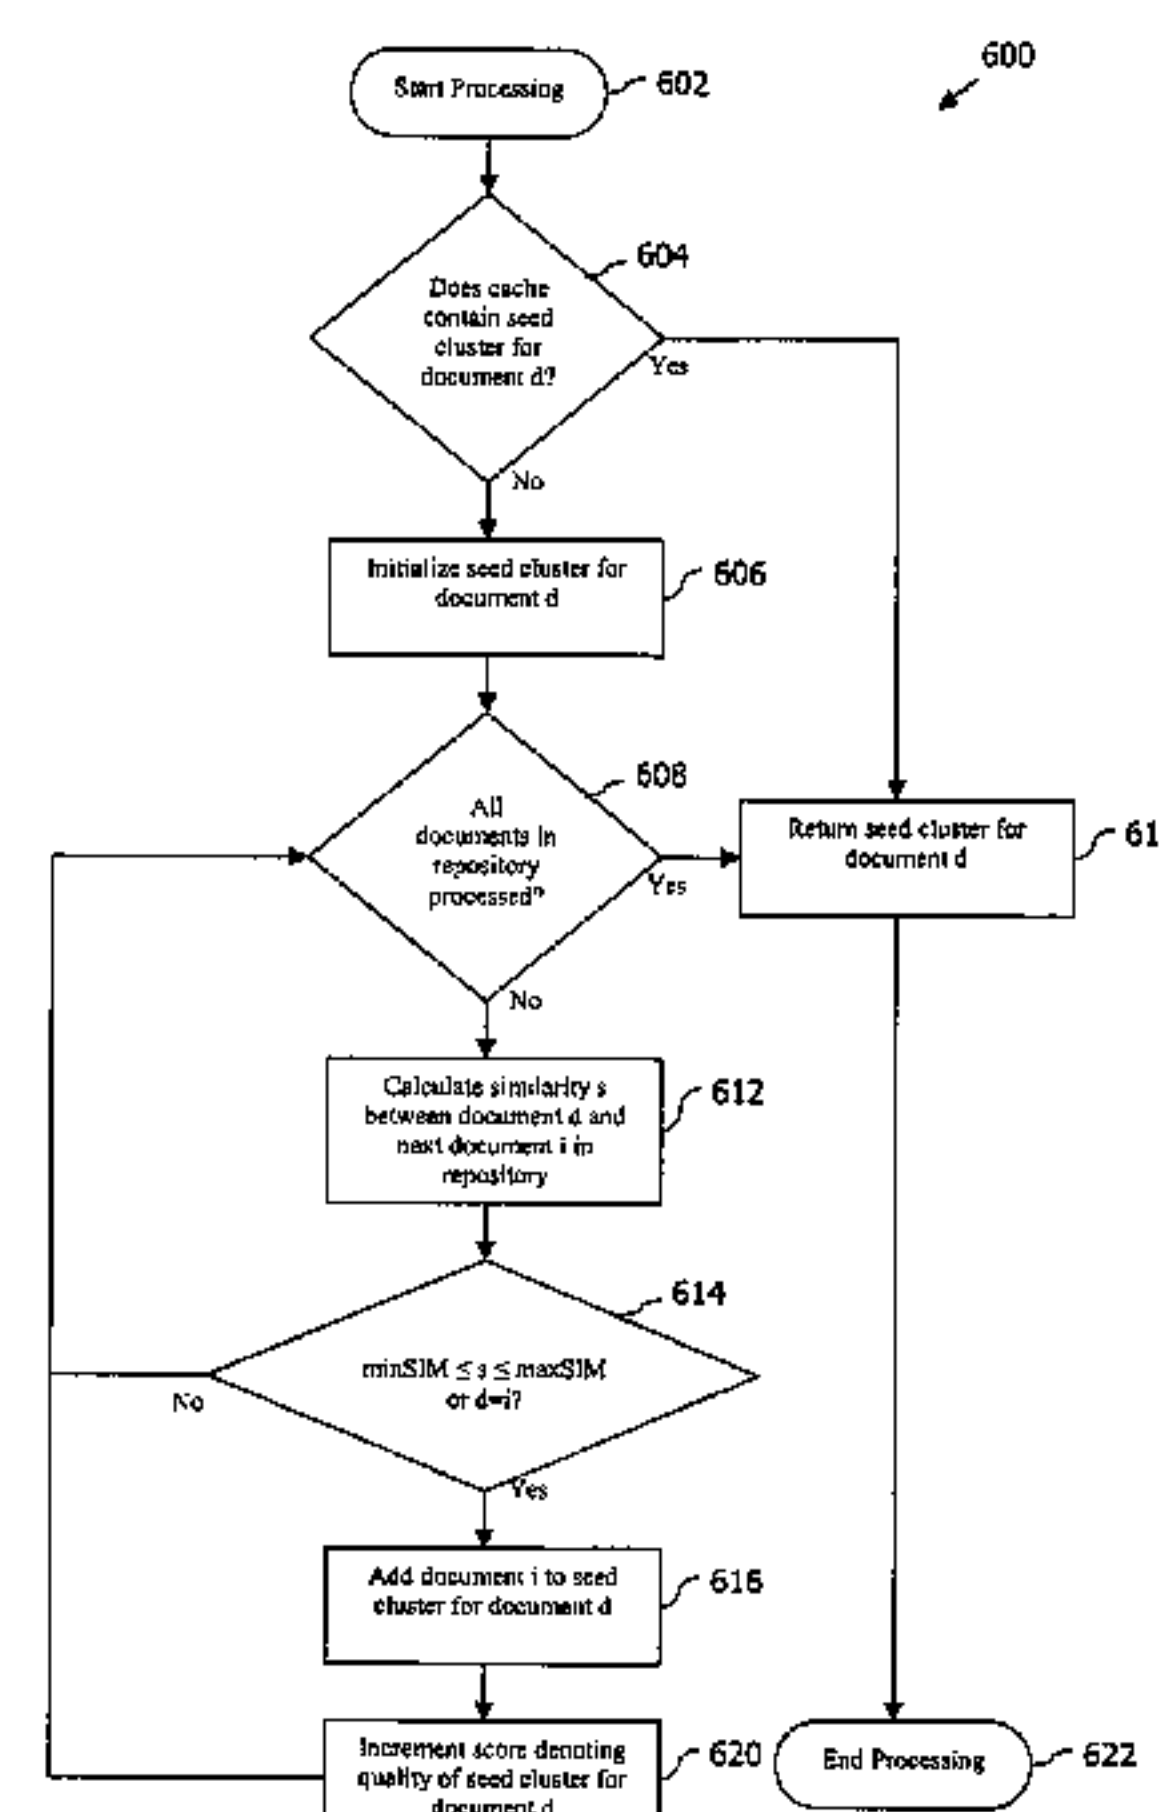 600
Start Processing
602
604
Does cache
contain seed
cluster for
document d?
Yes
No
Initialize seed cluster for
document d
606
608
All
documents in
repository
processed?
Yes
No
Return seed cluster for
document d
61
Calculate similarity s
between document d and
next document i in
repository
612
614
minSIM ≤ s ≤ maxSIM
or d=i?
No
Yes
Add document i to seed
cluster for document d
616
Increment score denoting
quality of seed cluster for
document d
620
End Processing
622